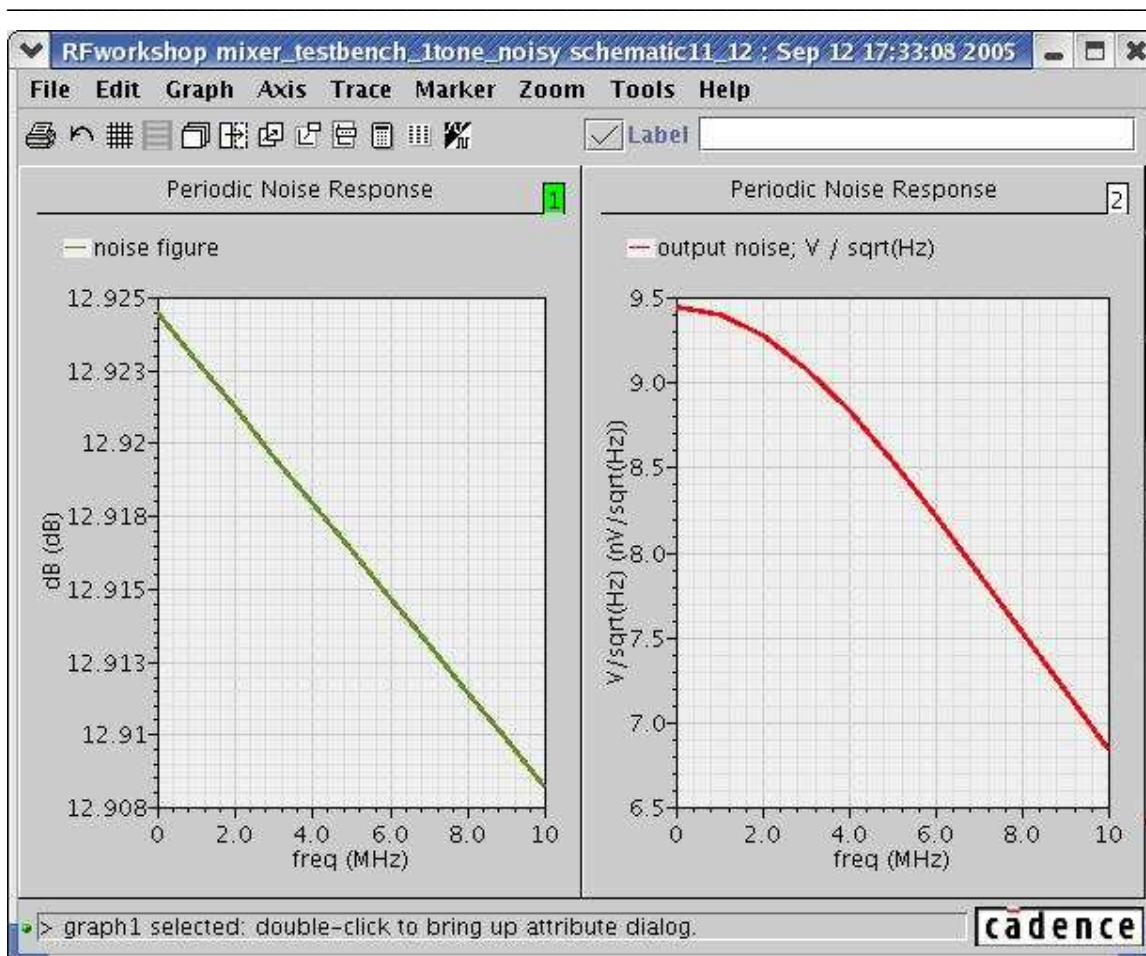 RFworkshop mixer_testbench_1tone_noisy schematic11_12 : Sep 12 17:33:08 2005
File Edit Graph Axis Trace Marker Zoom Tools Help
Label
Periodic Noise Response
1
noise figure
12.925
12.923
12.92
12.918
12.915
12.913
12.91
12.908
dB (dB)
0 2.0 4.0 6.0 8.0 10
freq (MHz)
Periodic Noise Response
2
output noise; V / sqrt(Hz)
9.5
9.0
8.5
8.0
7.5
7.0
6.5
V/sqrt(Hz) (nV/sqrt(Hz))
0 2.0 4.0 6.0 8.0 10
freq (MHz)
> graph1 selected: double-click to bring up attribute dialog.
cādence